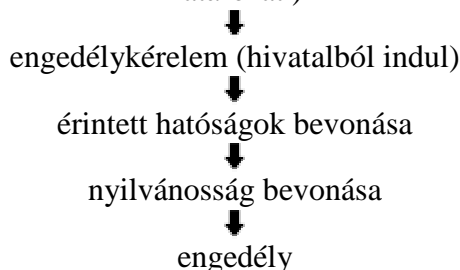 engedélykérelem (hivatalból indul)
érintett hatóságok bevonása
nyilvánosság bevonása
engedély